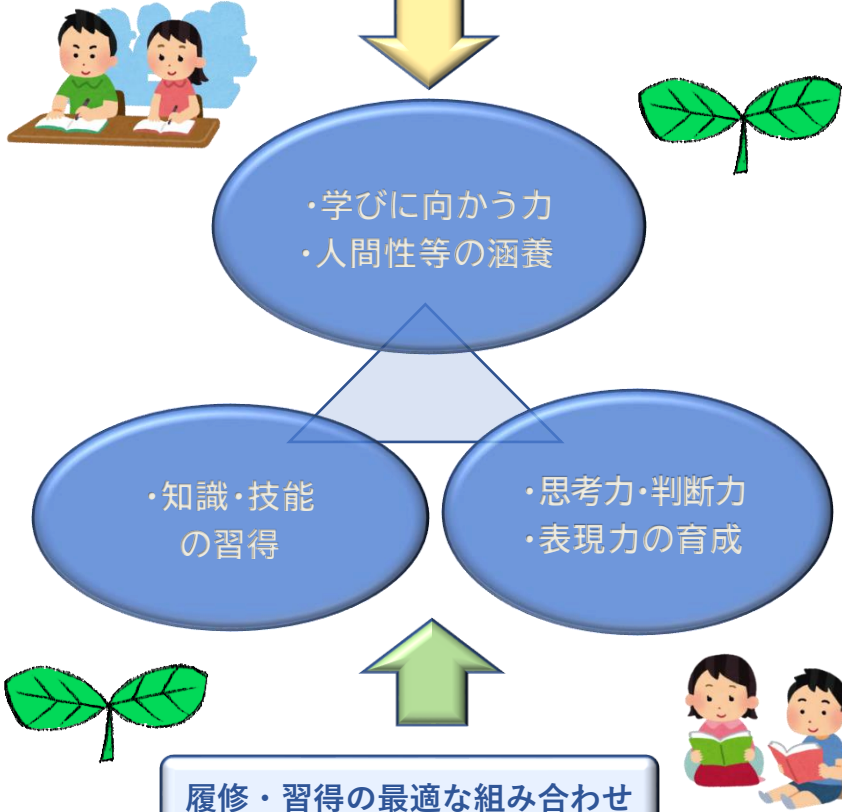 ・学びに向かう力
・人間性等の涵養
・知識・技能
の習得
・思考力・判断力
・表現力の育成
履修・習得の最適な組み合わせ